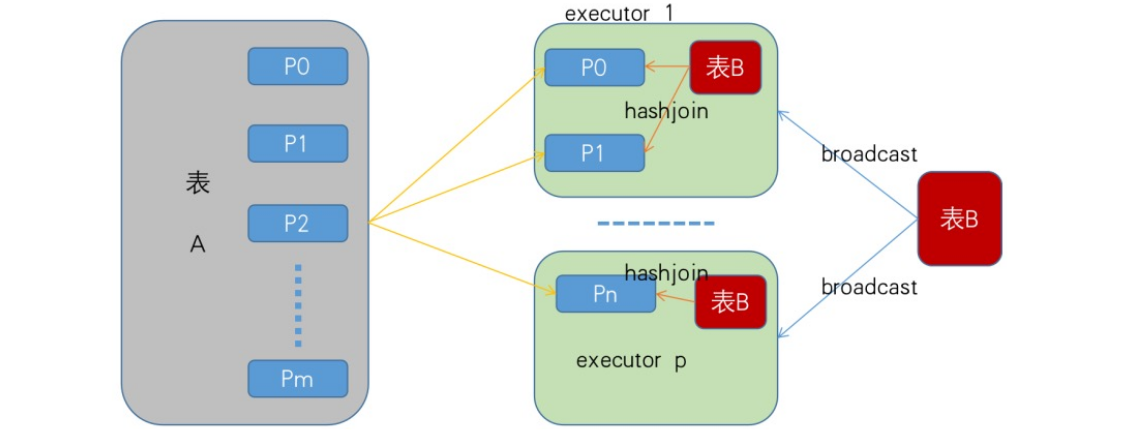 表
A
P0
P1
P2
Pm
executor 1
P0
表B
hashjoin
P1
hashjoin
Pn
表B
executor p
broadcast
表B
broadcast